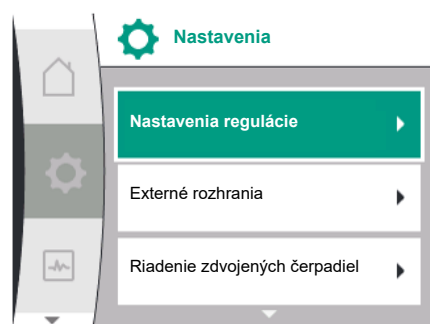 Nastavenia
Nastavenia regulácie
Externé rozhrania
Riadenie zdvojených čerpadiel